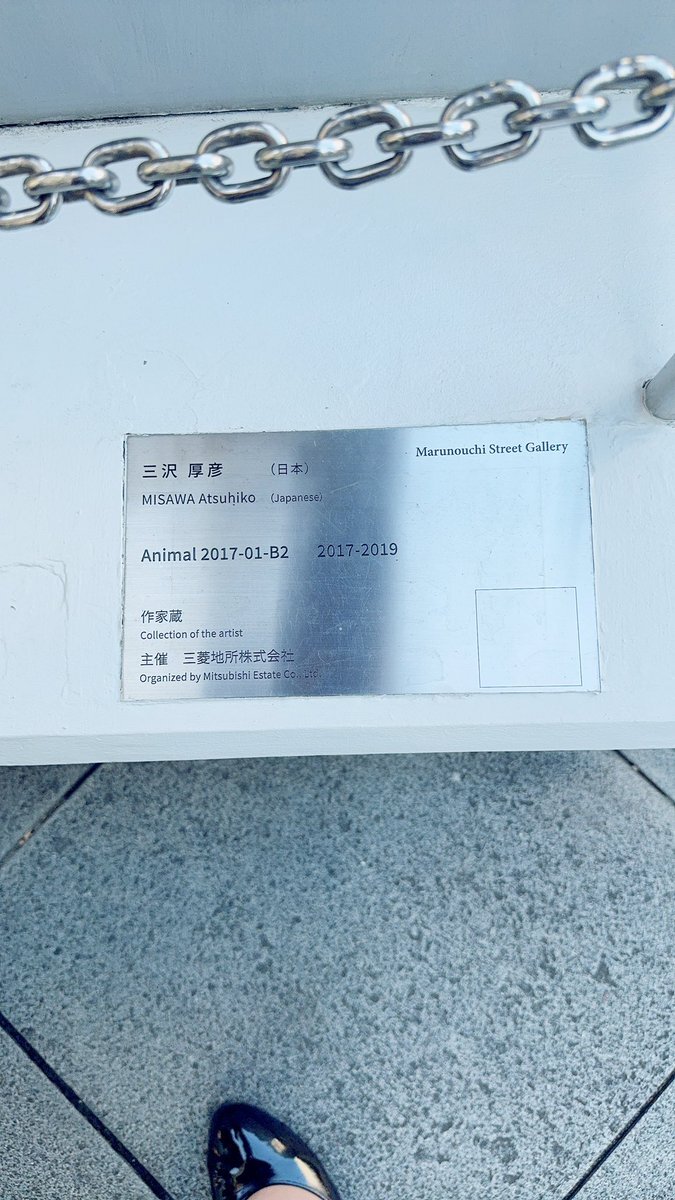 Marunouchi Street Gallery
三沢 厚彦 (日本)
MISAWA Atsuhiko (Japanese)
Animal 2017-01-B2 2017-2019
作家蔵
Collection of the artist
主催 三菱地所株式会社
Organized by Mitsubishi Estate Co., Ltd.